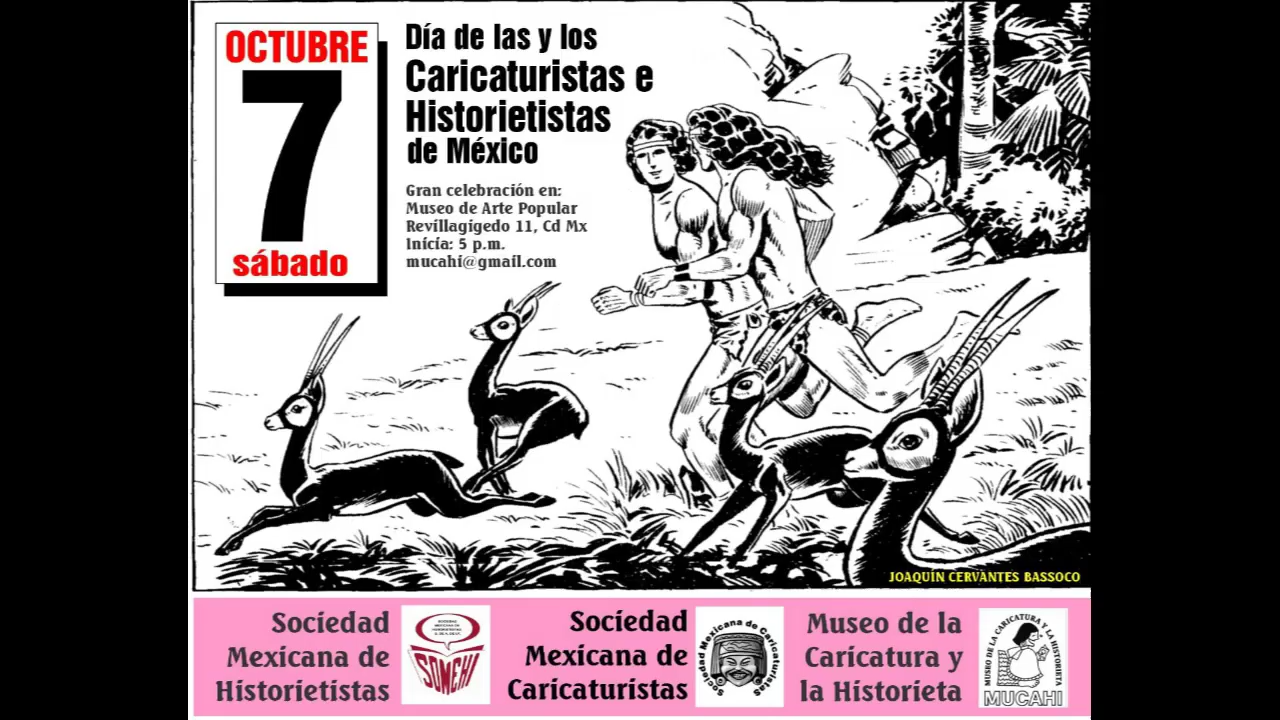 OCTUBRE
7
sábado
Día de las y los
Caricaturistas e
Historietistas
de México
Gran celebración en:
Museo de Arte Popular
Revillagigedo 11, Cd Mx
Inicia: 5 p.m.
mucahi@gmail.com
JOAQUÍN CERVANTES BASSOCO
Sociedad
Mexicana de
Historietistas
SOMEHI
Sociedad
Mexicana de
Caricaturistas
Sociedad Mexicana de Caricaturistas
Museo de la
Caricatura y
la Historieta
MUSEO DE LA CARICATURA Y LA HISTORIETA
MUCAHI